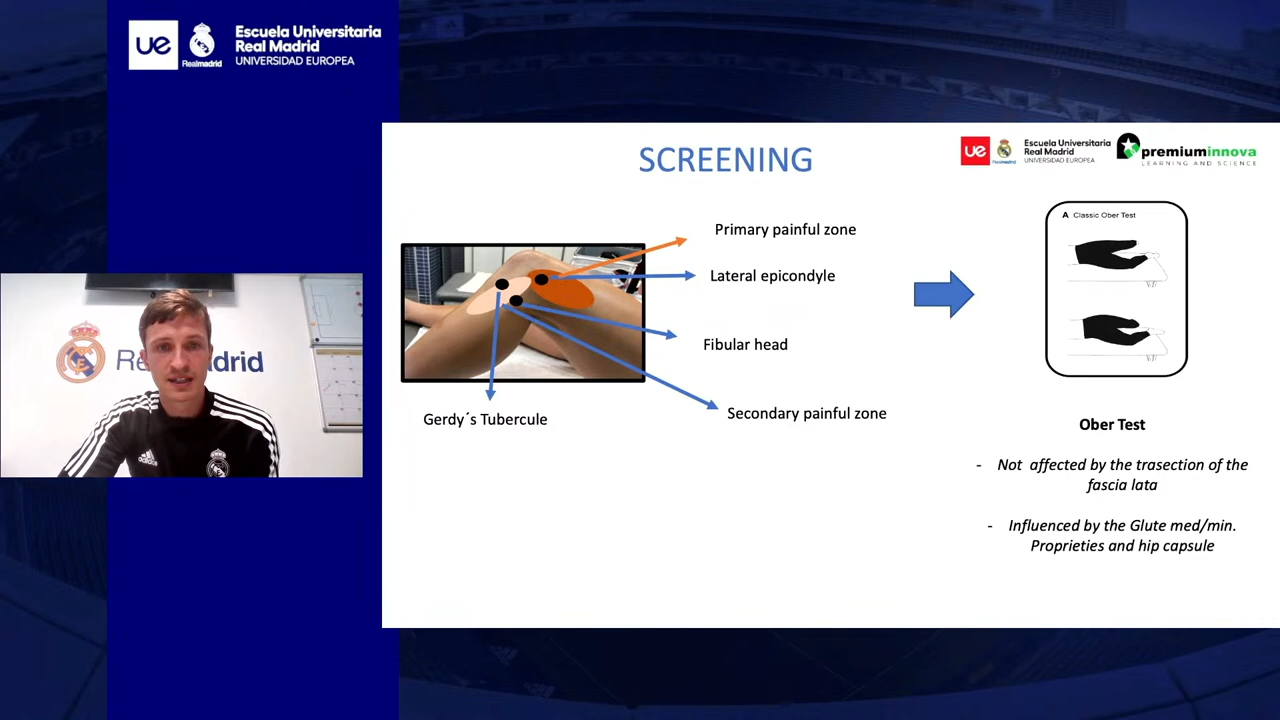 ue
Realmadrid
Escuela Universitaria
Real Madrid
UNIVERSIDAD EUROPEA
SCREENING
ue
Realmadrid
Escuela Universitaria
Real Madrid
UNIVERSIDAD EUROPEA
premiuminnova
LEARNING AND SCIENCE
A Classic Ober Test
Primary painful zone
Lateral epicondyle
Fibular head
Secondary painful zone
Gerdy´s Tubercule
Ober Test
- Not affected by the trasection of the
fascia lata
- Influenced by the Glute med/min.
Proprieties and hip capsule
adidas